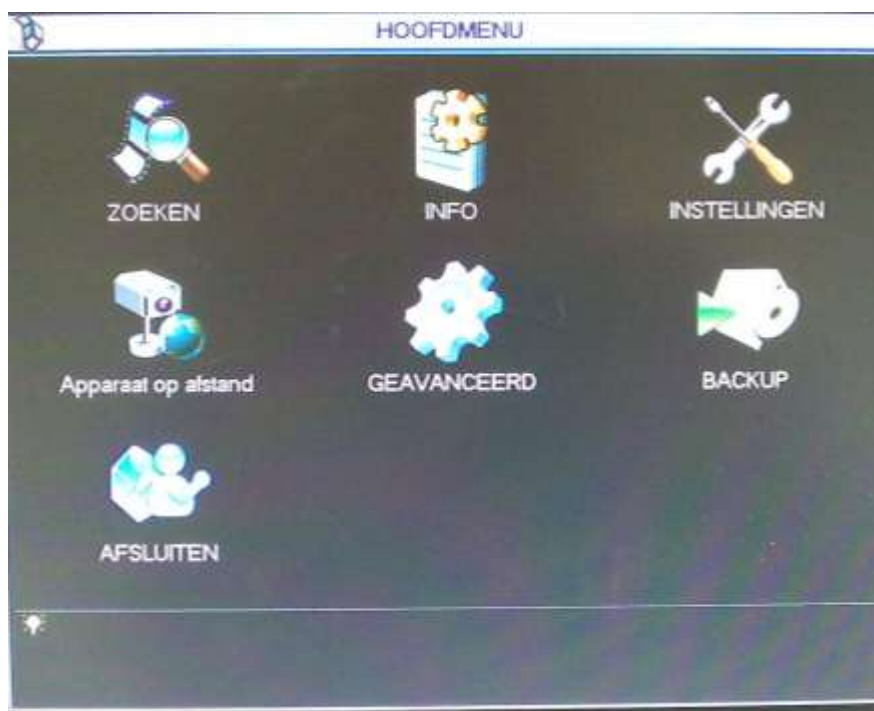 HOOFDMENU
ZOEKEN
INFO
INSTELLINGEN
Apparaat op afstand
GEAVANCEERD
BACKUP
AFSLUITEN